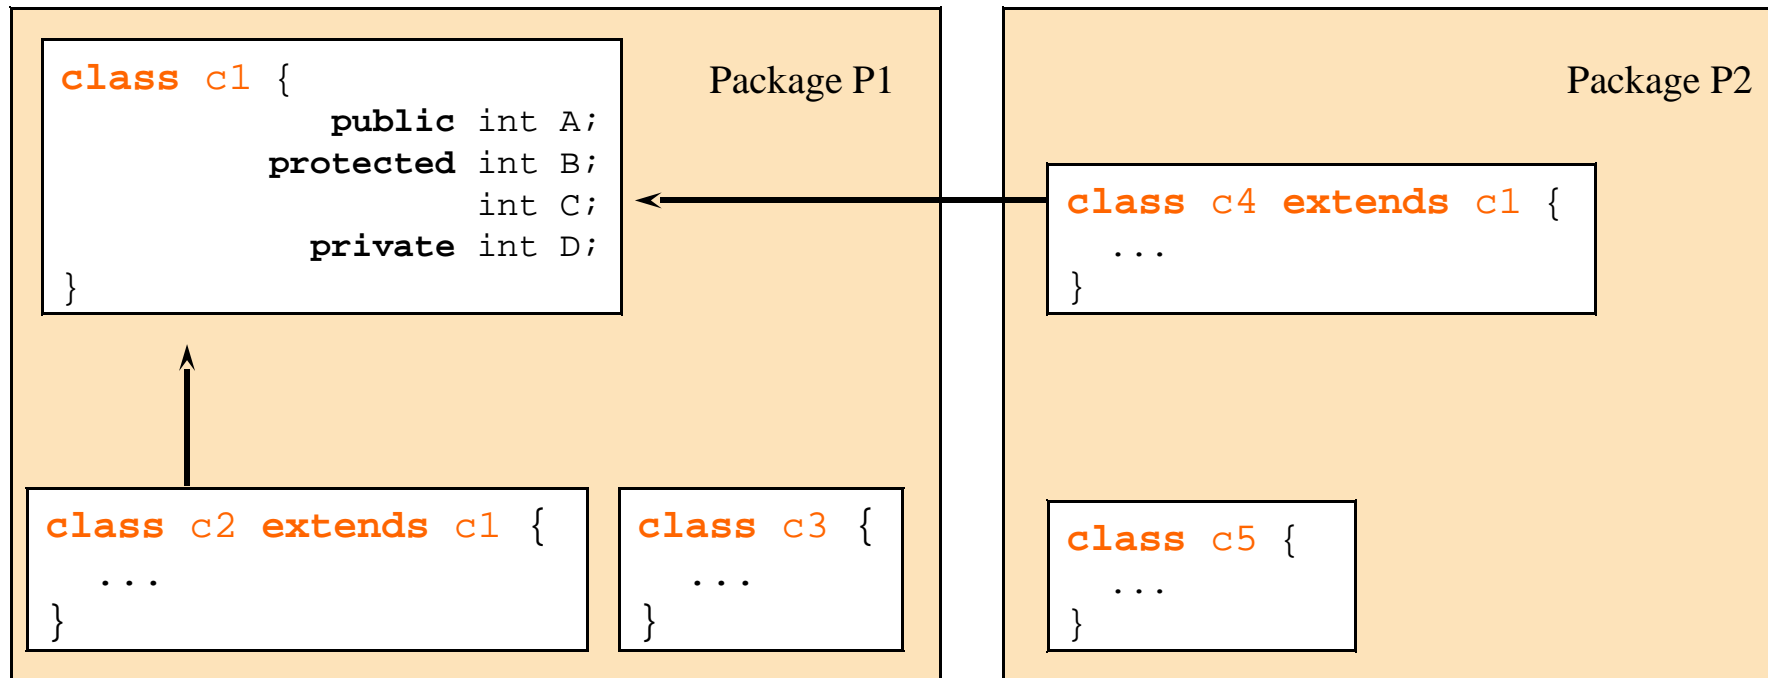 class c1 {
public int A;
protected int B;
int C;
private int D;
}
Package P1
class c2 extends c1 {
...
}
class c3 {
...
}
Package P2
class c4 extends c1 {
...
}
class c5 {
...
}